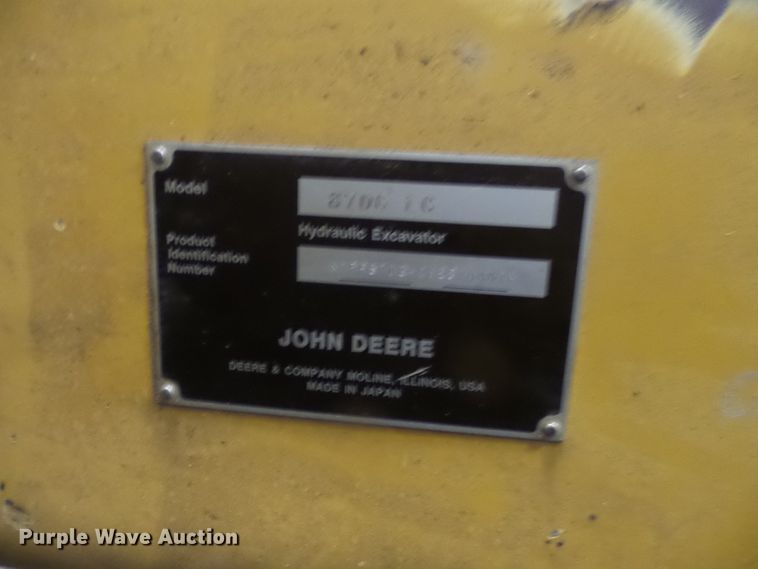 Model
LC
Hydraulic Excavator
Product
Identification
Number
JOHN DEERE
DEERE & COMPANY MOLINE, ILLINOIS, USA
MADE IN JAPAN
Purple Wave Auction